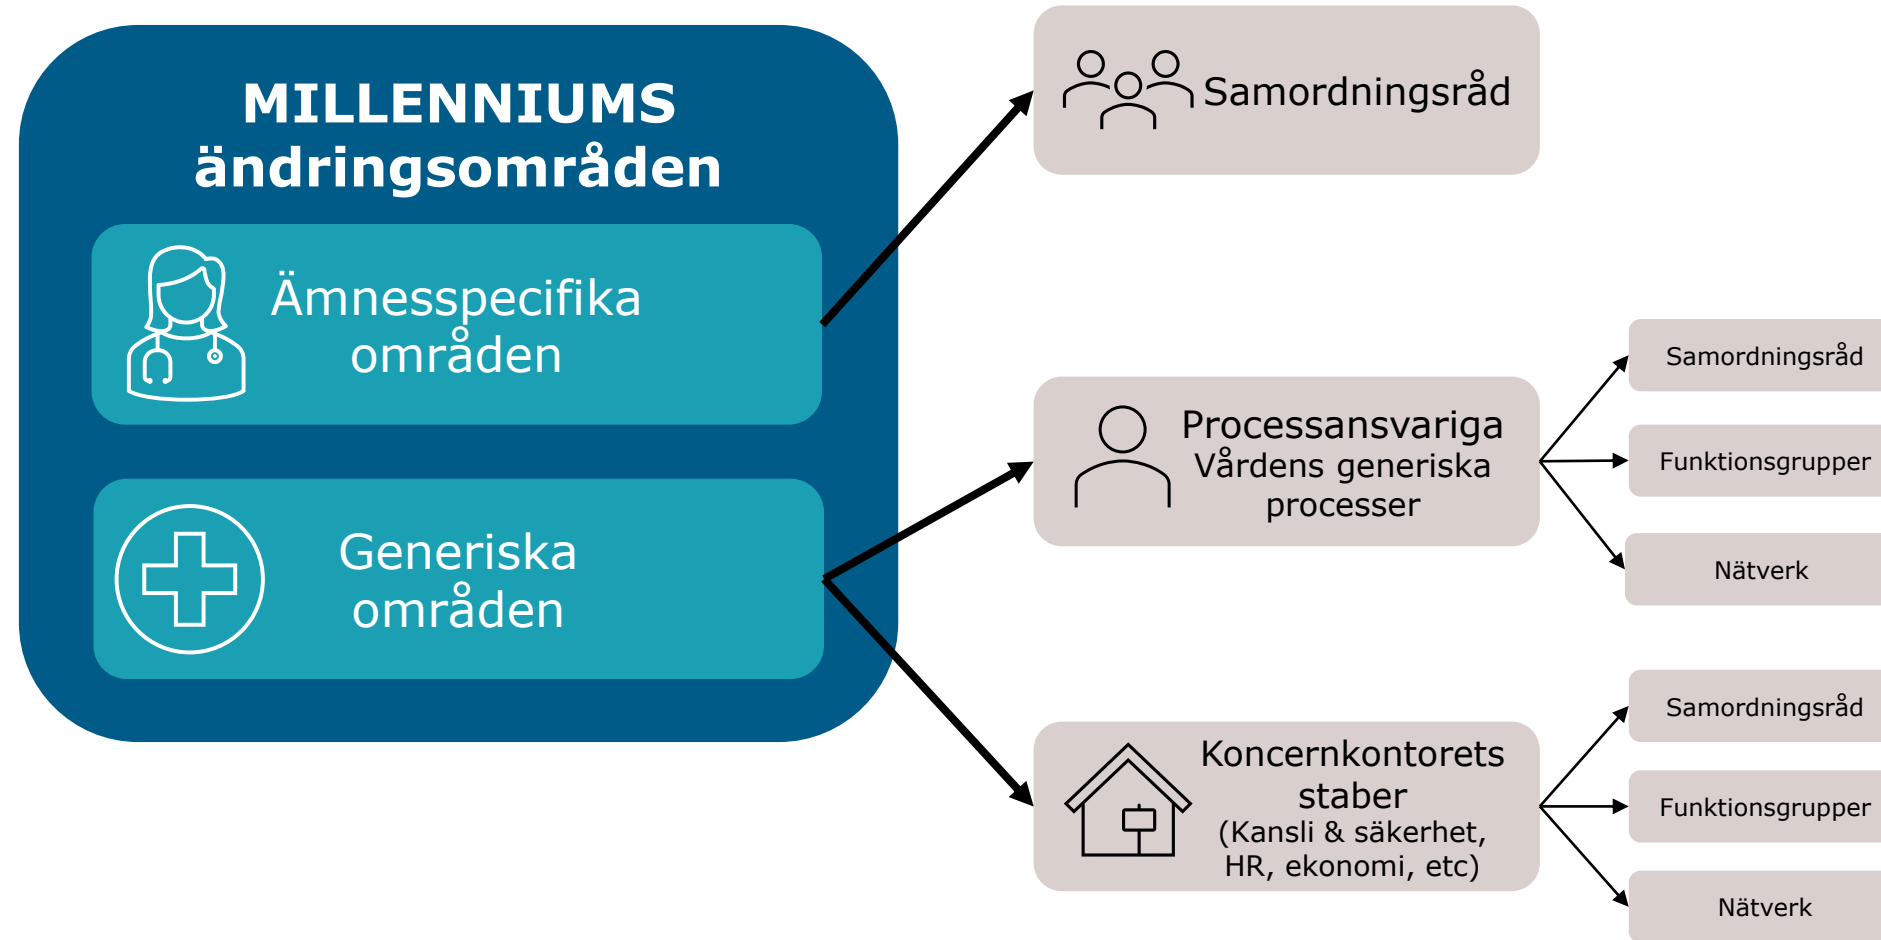 MILLENNIUMS
ändringsområden
Ämnesspecifika
områden
Generiska
områden
Samordningsråd
Processansvariga
Vårdens generiska
processer
Samordningsråd
Funktionsgrupper
Nätverk
Koncernkontorets
staber
(Kansli & säkerhet,
HR, ekonomi, etc)
Samordningsråd
Funktionsgrupper
Nätverk